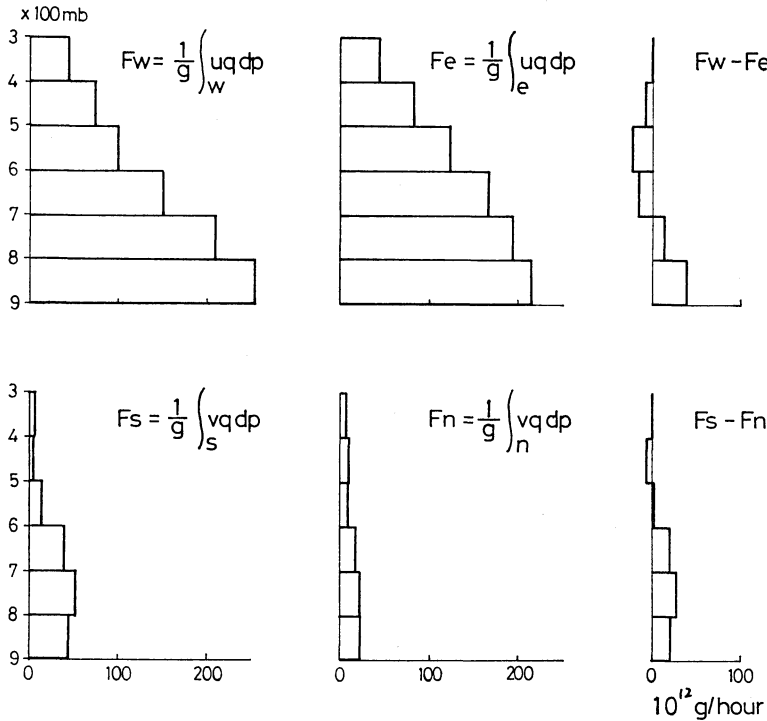 x100mb
3
4
5
6
7
8
9
Fw = 1/g ∫w uq dp
Fe = 1/g ∫e uq dp
Fw - Fe
3
4
5
6
7
8
9
Fs = 1/g ∫s vq dp
Fn = 1/g ∫n vq dp
Fs - Fn
0 100 200
0 100 200
0 100
10¹² g/hour